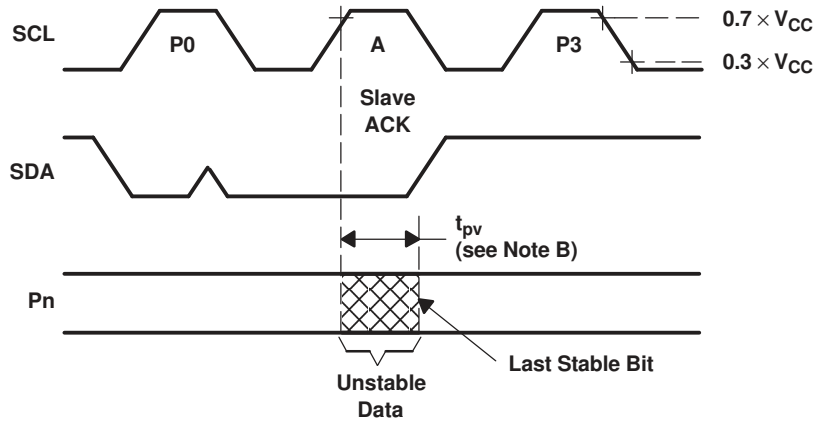 SCL
P0
A
P3
0.7 × VCC
0.3 × VCC
Slave
ACK
SDA
tpv
(see Note B)
Pn
Last Stable Bit
Unstable
Data